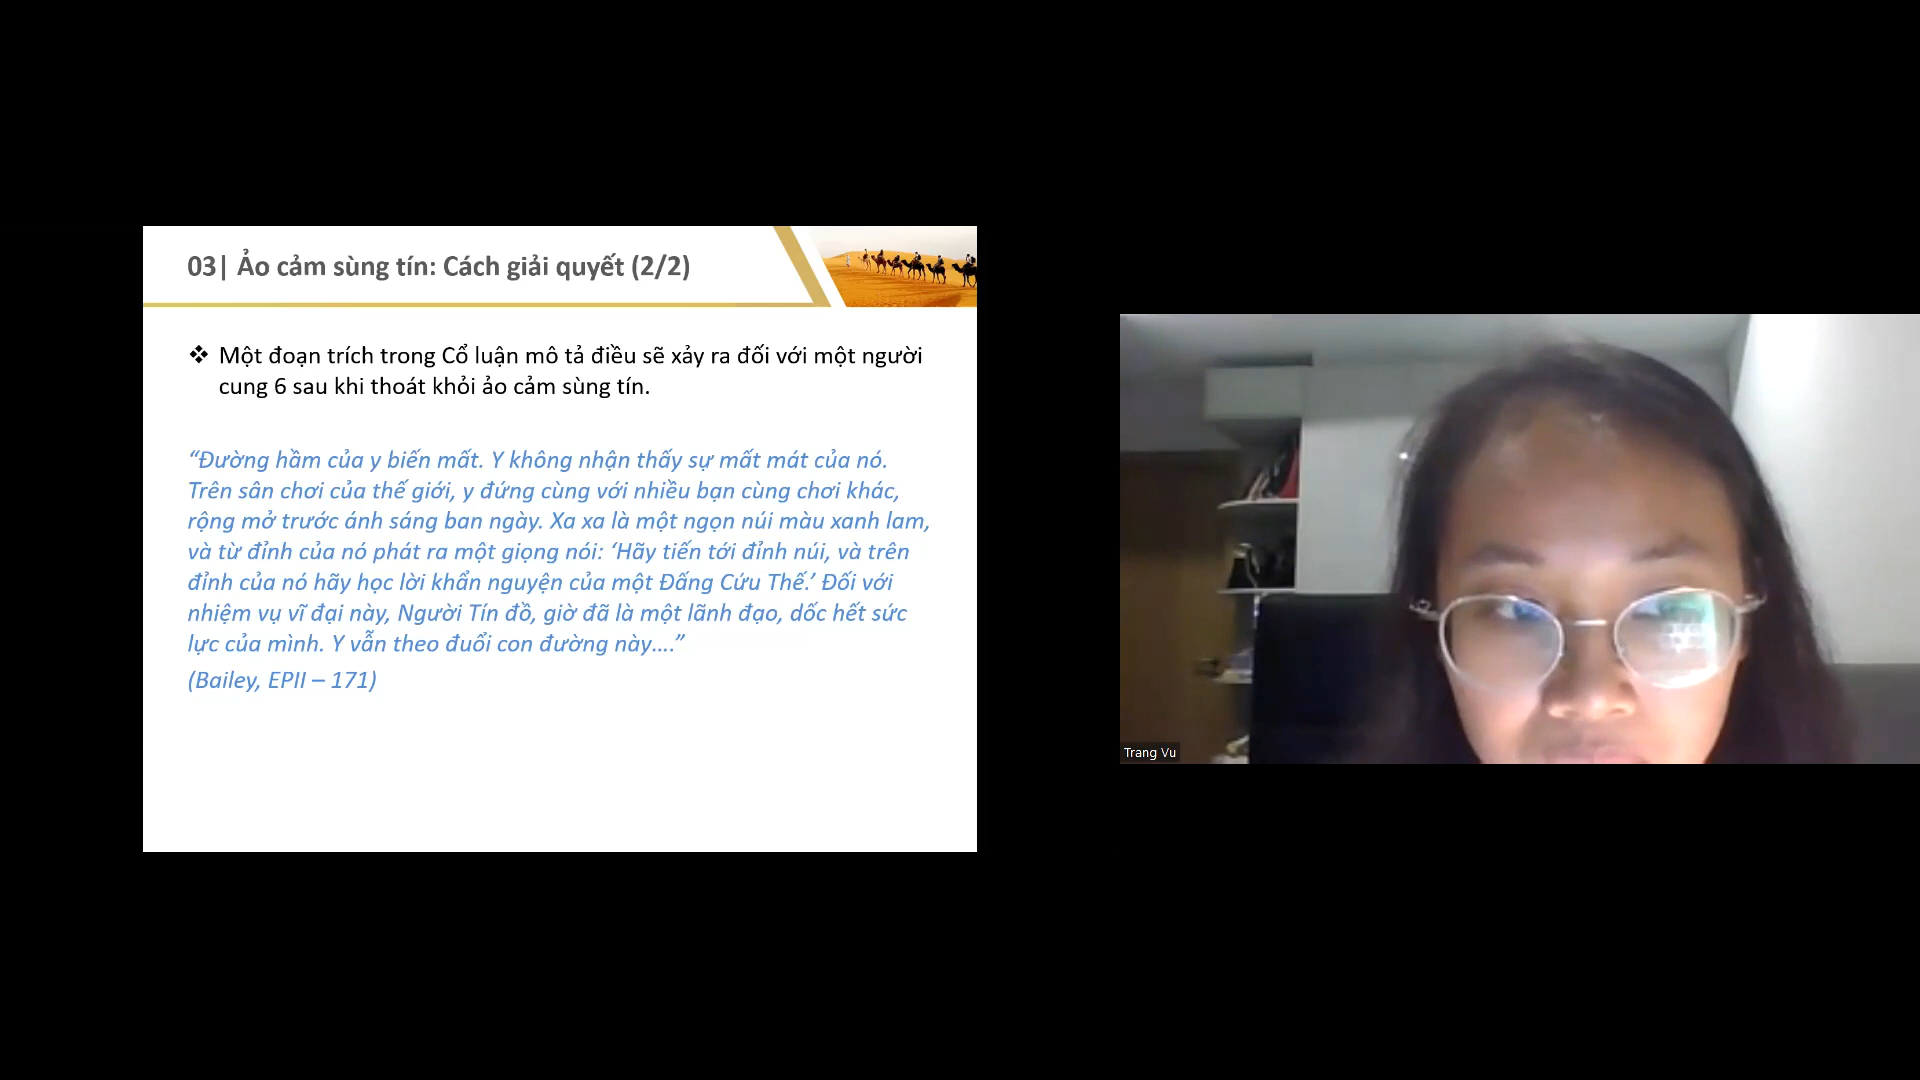 03| Ảo cảm sùng tín: Cách giải quyết (2/2)
❖ Một đoạn trích trong Cổ luận mô tả điều sẽ xảy ra đối với một người
cung 6 sau khi thoát khỏi ảo cảm sùng tín.
“Đường hầm của y biến mất. Y không nhận thấy sự mất mát của nó.
Trên sân chơi của thế giới, y đứng cùng với nhiều bạn cùng chơi khác,
rộng mở trước ánh sáng ban ngày. Xa xa là một ngọn núi màu xanh lam,
và từ đỉnh của nó phát ra một giọng nói: ‘Hãy tiến tới đỉnh núi, và trên
đỉnh của nó hãy học lời khẩn nguyện của một Đấng Cứu Thế.’ Đối với
nhiệm vụ vĩ đại này, Người Tín đồ, giờ đã là một lãnh đạo, dốc hết sức
lực của mình. Y vẫn theo đuổi con đường này….”
(Bailey, EPII – 171)
Trang Vu